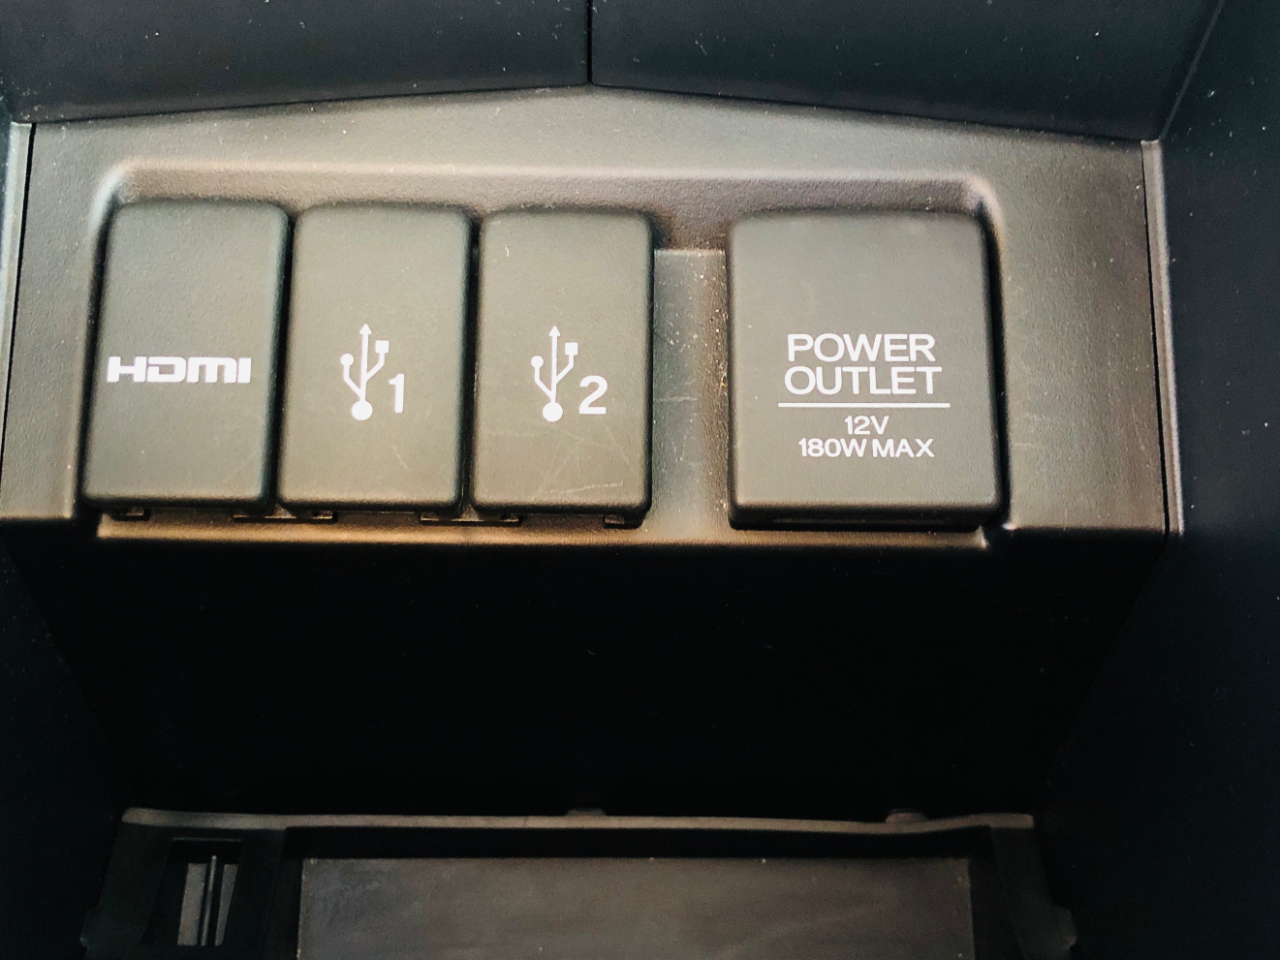 HDMI
1
2
POWER
OUTLET
12V
180W MAX